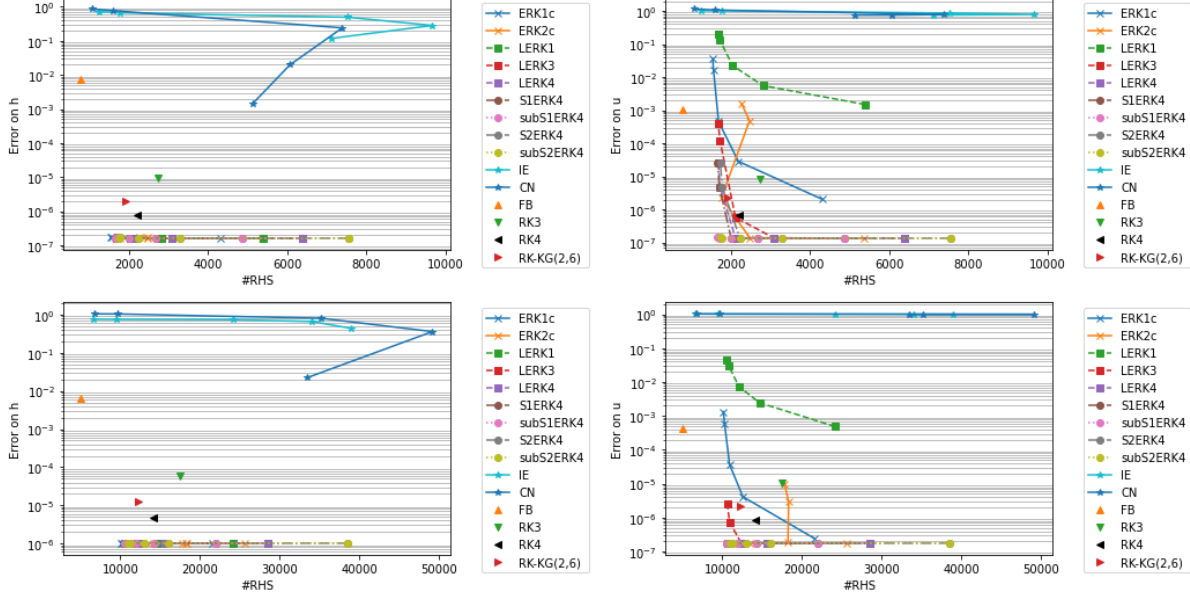 Error on h
10⁰
10⁻¹
10⁻²
10⁻³
10⁻⁴
10⁻⁵
10⁻⁶
10⁻⁷
2000 4000 6000 8000 10000
#RHS
ERK1c
ERK2c
LERK1
LERK3
LERK4
S1ERK4
subS1ERK4
S2ERK4
subS2ERK4
IE
CN
FB
RK3
RK4
RK-KG(2,6)
Error on u
10⁰
10⁻¹
10⁻²
10⁻³
10⁻⁴
10⁻⁵
10⁻⁶
10⁻⁷
2000 4000 6000 8000 10000
#RHS
ERK1c
ERK2c
LERK1
LERK3
LERK4
S1ERK4
subS1ERK4
S2ERK4
subS2ERK4
IE
CN
FB
RK3
RK4
RK-KG(2,6)
Error on h
10⁰
10⁻¹
10⁻²
10⁻³
10⁻⁴
10⁻⁵
10⁻⁶
10000 20000 30000 40000 50000
#RHS
ERK1c
ERK2c
LERK1
LERK3
LERK4
S1ERK4
subS1ERK4
S2ERK4
subS2ERK4
IE
CN
FB
RK3
RK4
RK-KG(2,6)
Error on u
10⁰
10⁻¹
10⁻²
10⁻³
10⁻⁴
10⁻⁵
10⁻⁶
10⁻⁷
10000 20000 30000 40000 50000
#RHS
ERK1c
ERK2c
LERK1
LERK3
LERK4
S1ERK4
subS1ERK4
S2ERK4
subS2ERK4
IE
CN
FB
RK3
RK4
RK-KG(2,6)